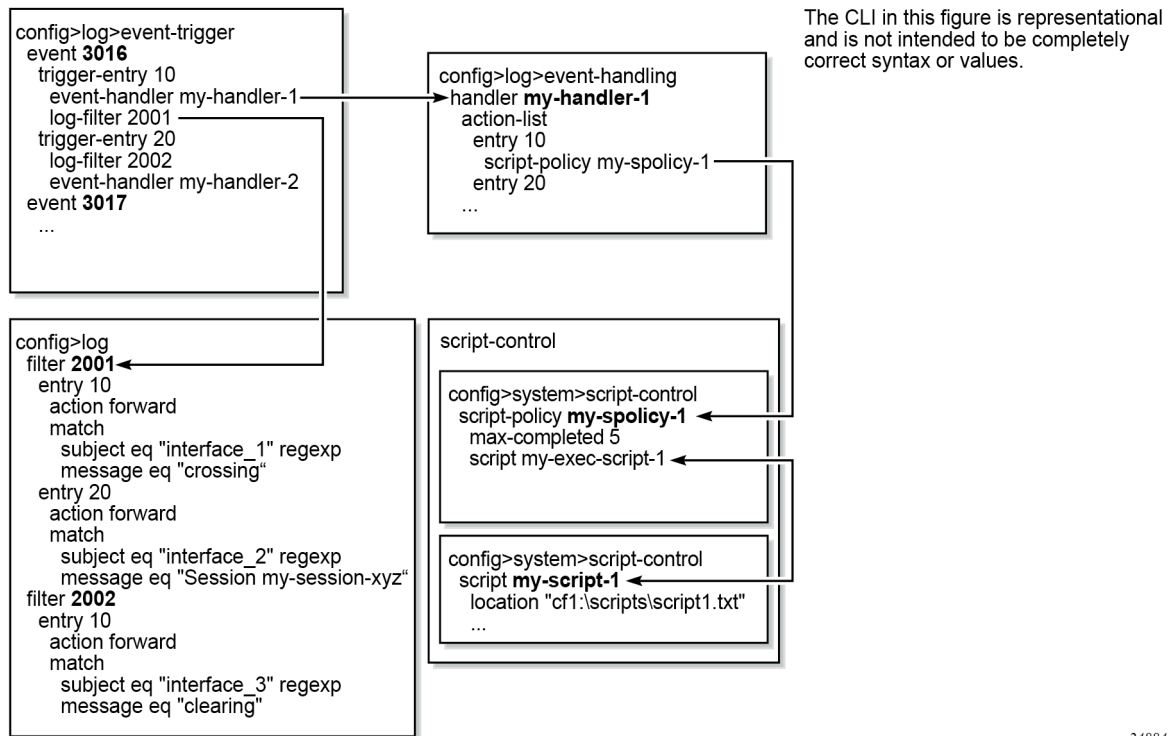 config>log>event-trigger
event 3016
trigger-entry 10
event-handler my-handler-1
log-filter 2001
trigger-entry 20
log-filter 2002
event-handler my-handler-2
event 3017
...
config>log>event-handling
handler my-handler-1
action-list
entry 10
script-policy my-spolicy-1
entry 20
...
The CLI in this figure is representational
and is not intended to be completely
correct syntax or values.
config>log
filter 2001
entry 10
action forward
match
subject eq "interface_1" regexp
message eq "crossing“
entry 20
action forward
match
subject eq "interface_2" regexp
message eq "Session my-session-xyz“
filter 2002
entry 10
action forward
match
subject eq "interface_3" regexp
message eq "clearing"
script-control
config>system>script-control
script-policy my-spolicy-1
max-completed 5
script my-exec-script-1
config>system>script-control
script my-script-1
location "cf1:\scripts\script1.txt"
...